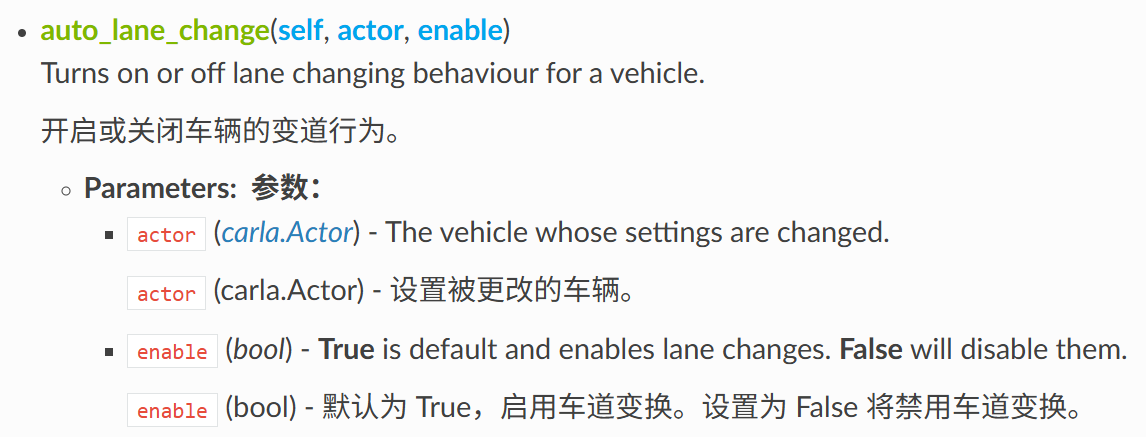 auto_lane_change(self, actor, enable)
Turns on or off lane changing behaviour for a vehicle.
开启或关闭车辆的变道行为。
Parameters: 参数：
actor (carla.Actor) - The vehicle whose settings are changed.
actor (carla.Actor) - 设置被更改的车辆。
enable (bool) - True is default and enables lane changes. False will disable them.
enable (bool) - 默认为 True，启用车道变换。设置为 False 将禁用车道变换。